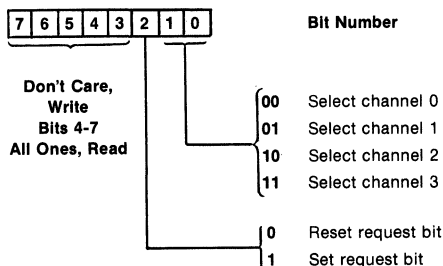 7 6 5 4 3 2 1 0 Bit Number
Don't Care,
Write
Bits 4-7
All Ones, Read
00 Select channel 0
01 Select channel 1
10 Select channel 2
11 Select channel 3
0 Reset request bit
1 Set request bit